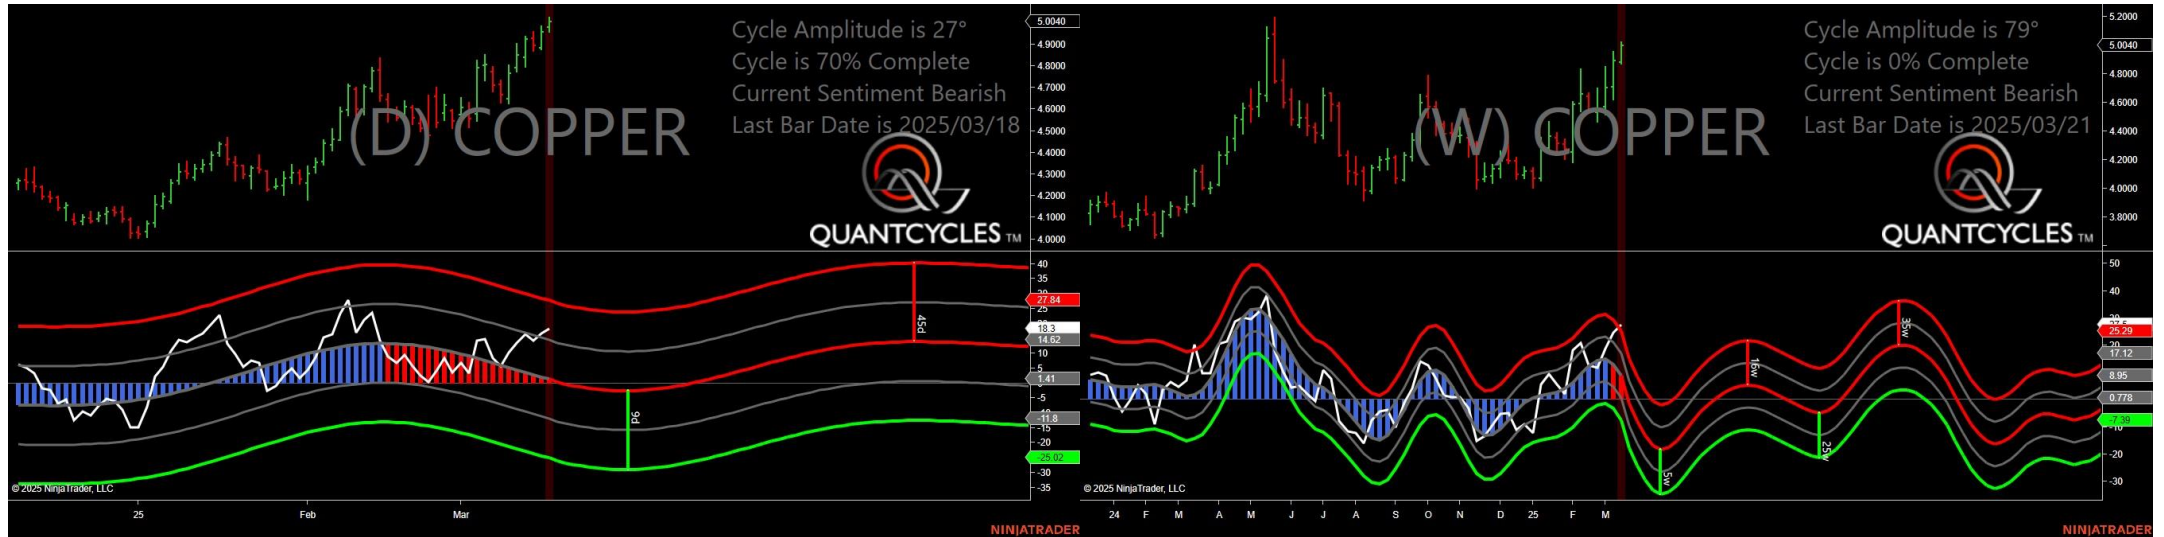 Cycle Amplitude is 27°
Cycle is 70% Complete
Current Sentiment Bearish
Last Bar Date is 2025/03/18
(D) COPPER
QUANTCYCLES TM
5.0040
4.9000
4.8000
4.7000
4.6000
4.5000
4.4000
4.3000
4.2000
4.1000
4.0000
40
35
27.84
25
18.3
14.62
10
5
1.41
-5
-11.8
-15
-20
-25.02
-30
-35
45d
9d
© 2025 NinjaTrader, LLC
25 Feb Mar
NINJATRADER
Cycle Amplitude is 79°
Cycle is 0% Complete
Current Sentiment Bearish
Last Bar Date is 2025/03/21
(W) COPPER
QUANTCYCLES TM
5.2000
5.0040
4.8000
4.6000
4.4000
4.2000
4.0000
3.8000
50
40
25.29
20
17.12
8.95
0.778
-7.39
-10
-20
-30
5w
16w
25w
35w
© 2025 NinjaTrader, LLC
24 F M A M J J A S O N D 25 F M
NINJATRADER